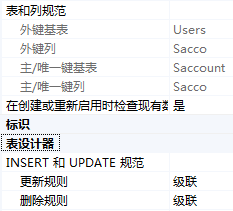 表和列规范
外键基表 Users
外键列 Sacco
主/唯一键基表 Saccount
主/唯一键列 Sacco
在创建或重新启用时检查现有数 是
标识
表设计器
INSERT 和 UPDATE 规范
更新规则 级联
删除规则 级联